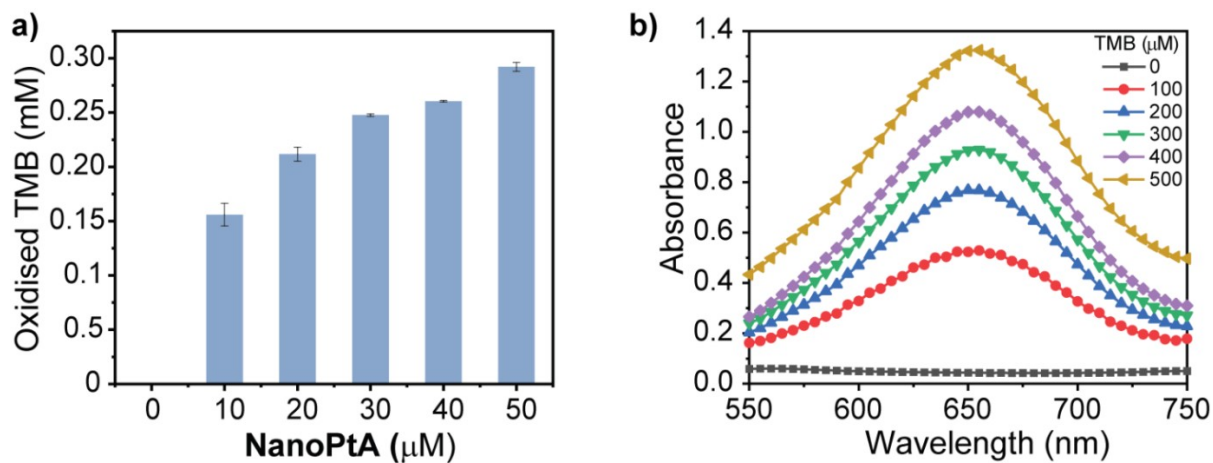 a)
Oxidised TMB (mM)
0.30
0.25
0.20
0.15
0.1
0.5
0
0 10 20 30 40 50
NanoPtA (μM)
b)
Absorbance
1.4
1.2
1.0
0.8
0.6
0.4
0.2
0.0
550 600 650 700 750
Wavelength (nm)
TMB (μM)
0
100
200
300
400
500